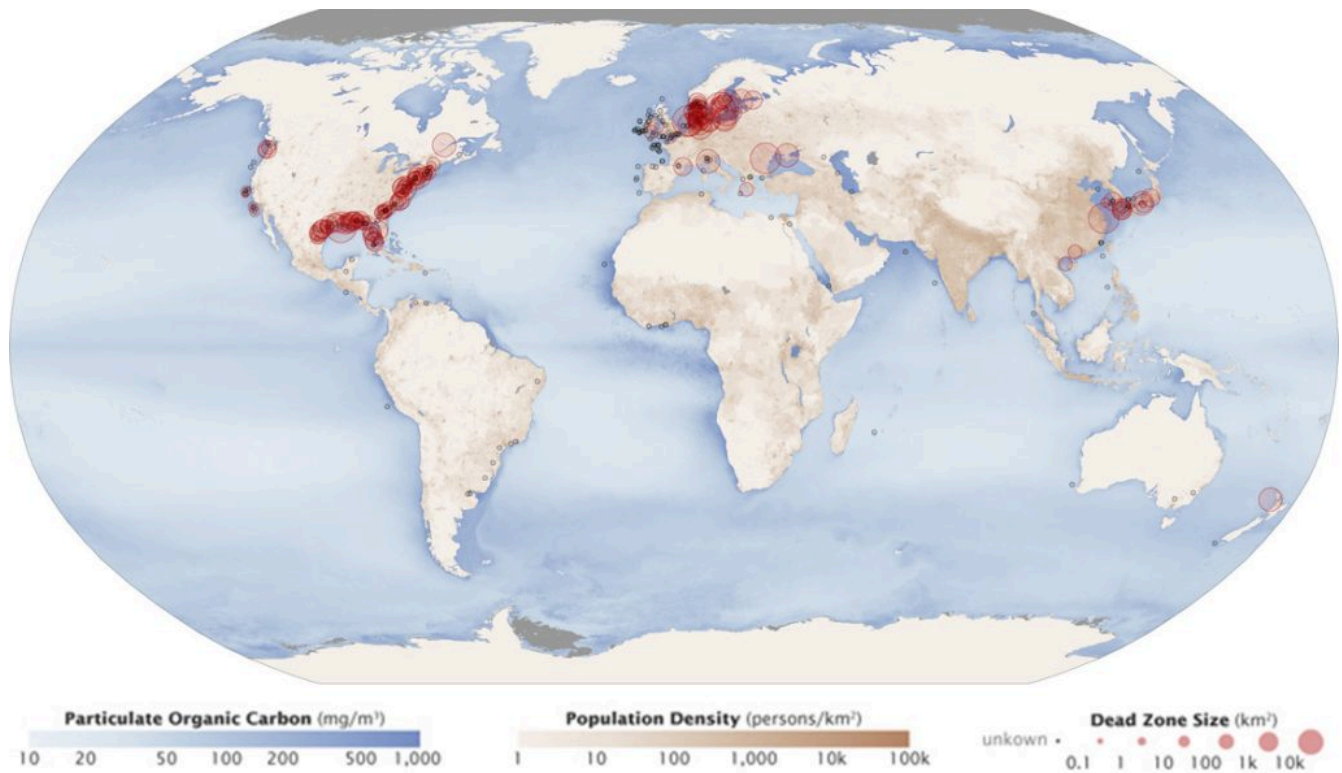 Particulate Organic Carbon (mg/m³)
10 20 50 100 200 500 1,000
Population Density (persons/km²)
1 10 100 1,000 10k 100k
Dead Zone Size (km²)
unkown
0.1 1 10 100 1k 10k